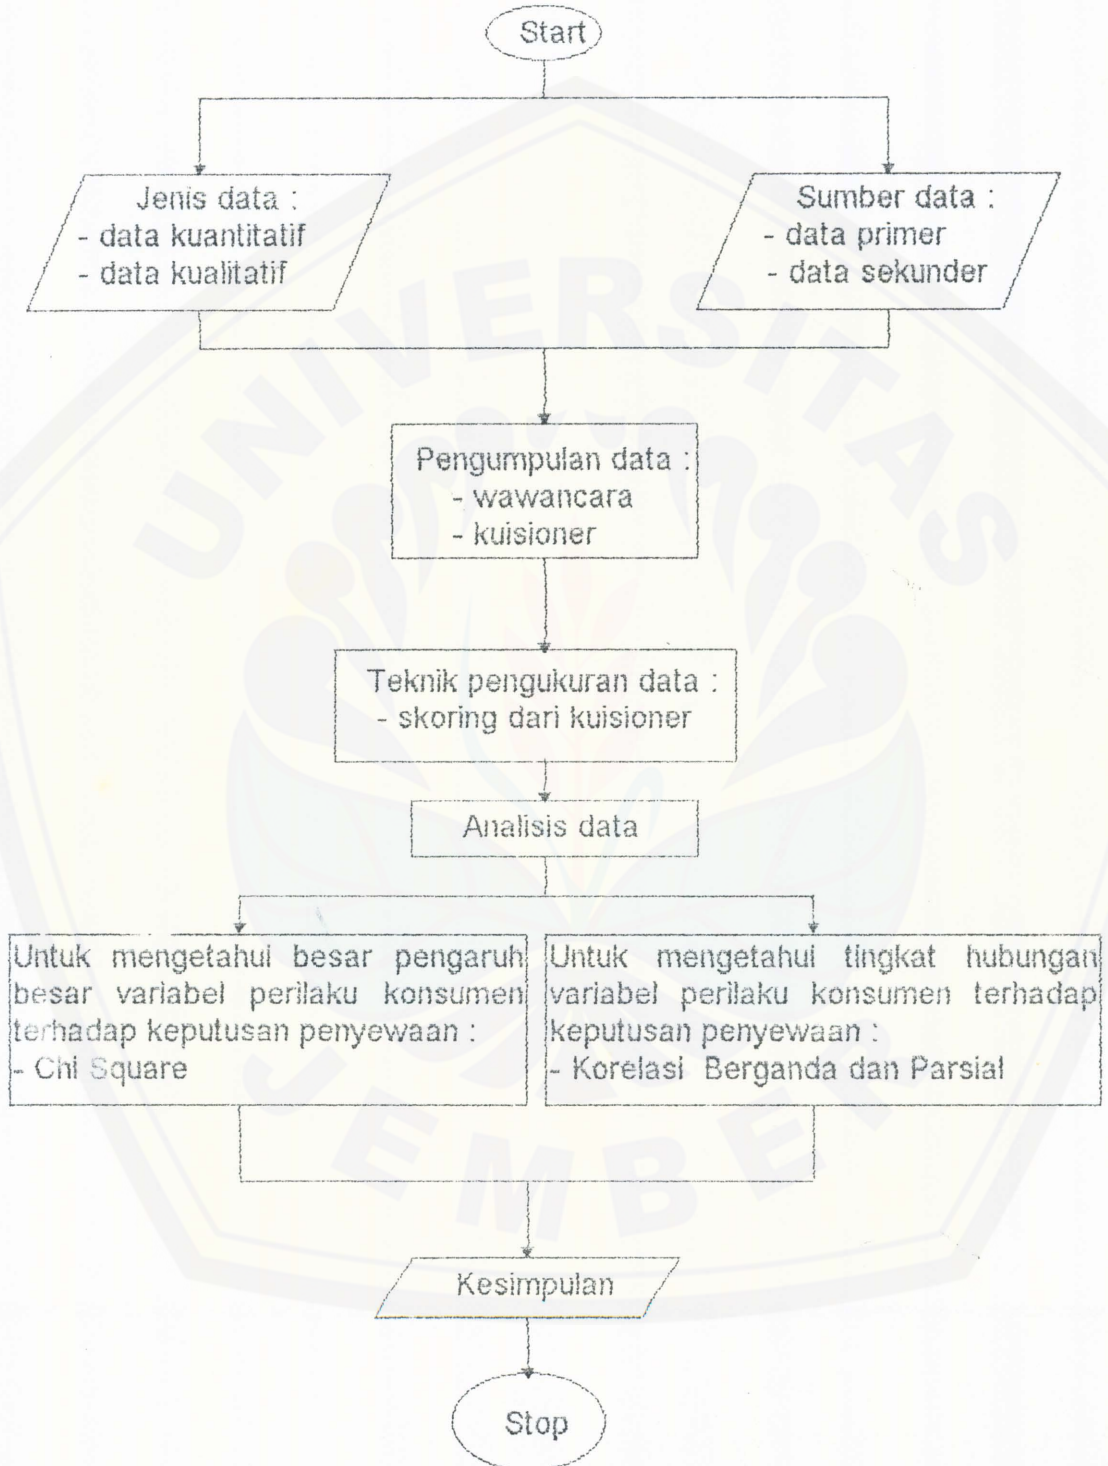 Start
Jenis data :
- data kuantitatif
- data kualitatif
Sumber data :
- data primer
- data sekunder
Pengumpulan data :
- wawancara
- kuisioner
Teknik pengukuran data :
- skoring dari kuisioner
Analisis data
Untuk mengetahui besar pengaruh
besar variabel perilaku konsumen
terhadap keputusan penyewaan :
- Chi Square
Untuk mengetahui tingkat hubungan
variabel perilaku konsumen terhadap
keputusan penyewaan :
- Korelasi Berganda dan Parsial
Kesimpulan
Stop
UNIVERSITAS
JEMBER